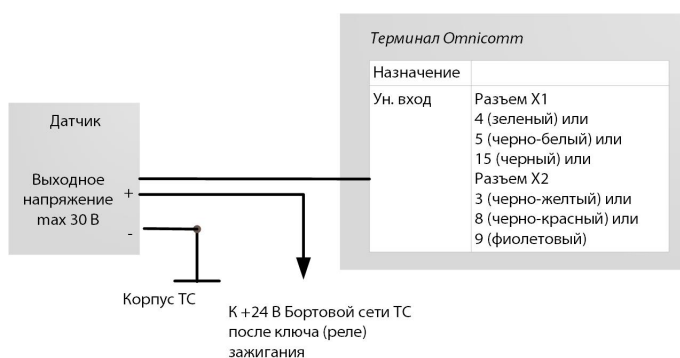 Терминал Omnicomm
Назначение
Ун. вход
Разъем X1
4 (зеленый) или
5 (черно-белый) или
15 (черный) или
Разъем X2
3 (черно-желтый) или
8 (черно-красный) или
9 (фиолетовый)
Датчик
Выходное
напряжение
max 30 В
+
-
Корпус ТС
К +24 В Бортовой сети ТС
после ключа (реле)
зажигания